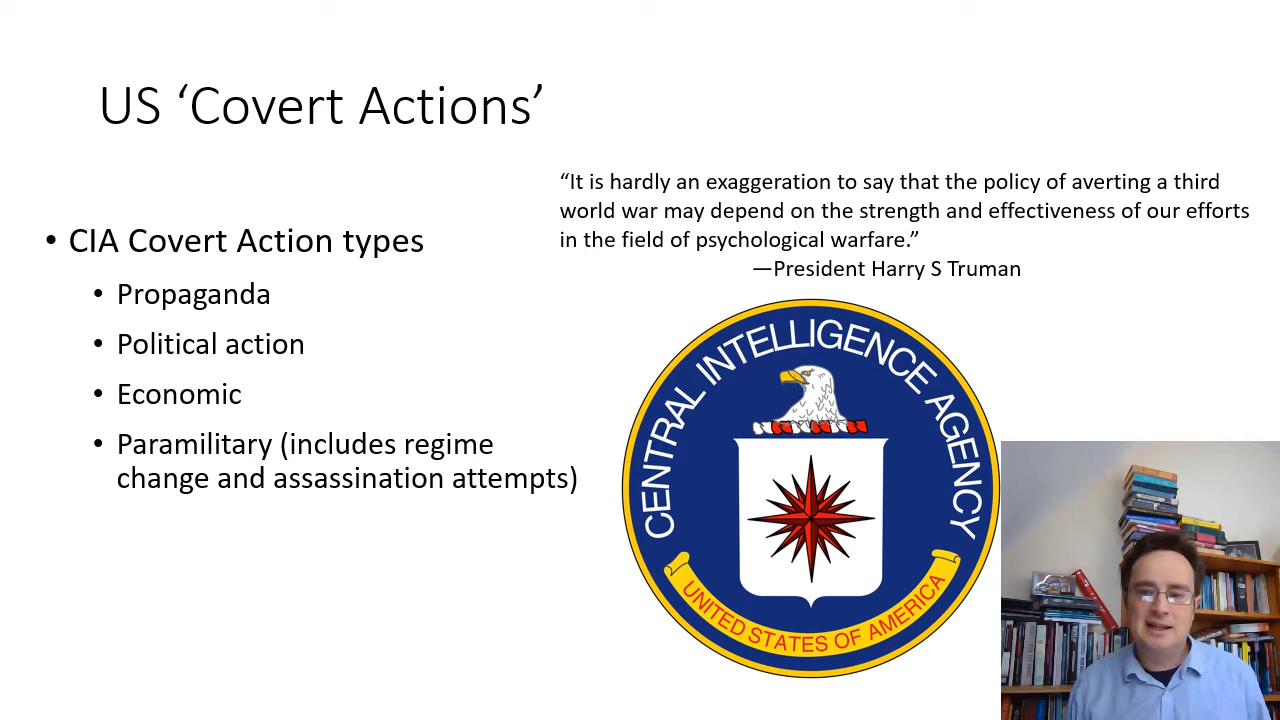 US ‘Covert Actions’
“It is hardly an exaggeration to say that the policy of averting a third
world war may depend on the strength and effectiveness of our efforts
in the field of psychological warfare.”
—President Harry S Truman
• CIA Covert Action types
• Propaganda
• Political action
• Economic
• Paramilitary (includes regime
change and assassination attempts)
CENTRAL INTELLIGENCE AGENCY
UNITED STATES OF AMERICA